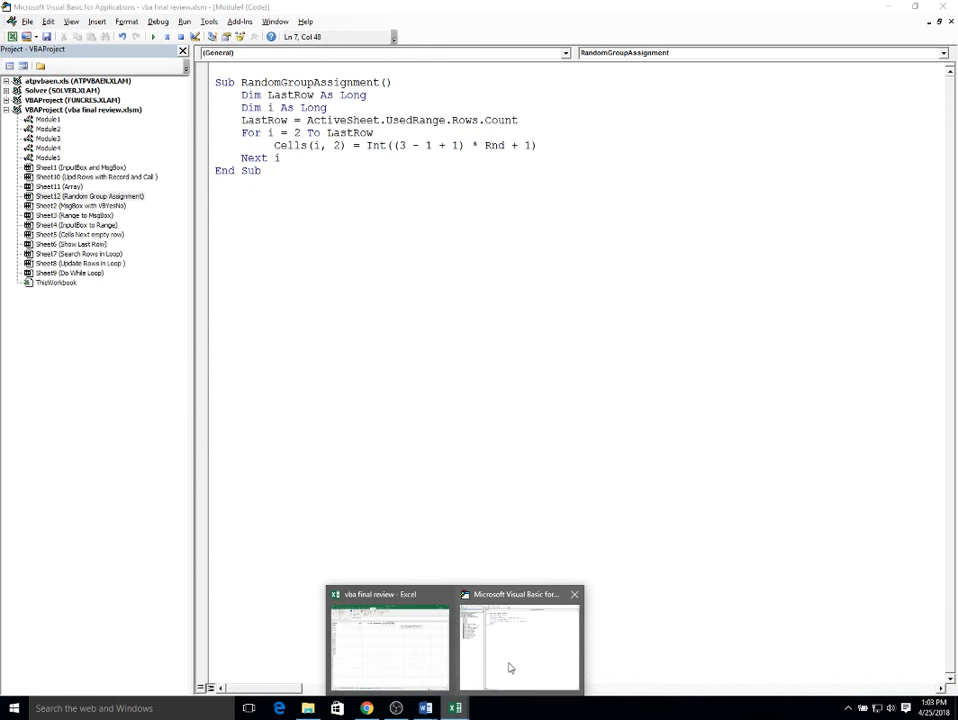 Microsoft Visual Basic for Applications - vba final review.xlsm - [Module4 (Code)]
File Edit View Insert Format Debug Run Tools Add-Ins Window Help
Ln 7, Col 48
Project - VBAProject
(General)
RandomGroupAssignment
atpvbaen.xls (ATPVBAEN.XLAM)
Solver (SOLVER.XLAM)
VBAProject (FUNCRES.XLAM)
VBAProject (vba final review.xlsm)
Module1
Module2
Module3
Module4
Module5
Sheet1 (InputBox and MsgBox)
Sheet10 (Upd Rows with Record and Call )
Sheet11 (Array)
Sheet12 (Random Group Assignment)
Sheet2 (MsgBox with VBYesNo)
Sheet3 (Range to MsgBox)
Sheet4 (InputBox to Range)
Sheet5 (Cells Next empty row)
Sheet6 (Show Last Row)
Sheet7 (Search Rows in Loop)
Sheet8 (Update Rows in Loop )
Sheet9 (Do While Loop)
ThisWorkbook
Sub RandomGroupAssignment()
Dim LastRow As Long
Dim i As Long
LastRow = ActiveSheet.UsedRange.Rows.Count
For i = 2 To LastRow
Cells(i, 2) = Int((3 - 1 + 1) * Rnd + 1)
Next i
End Sub
vba final review - Excel
Microsoft Visual Basic for...
Search the web and Windows
1:03 PM
4/25/2018